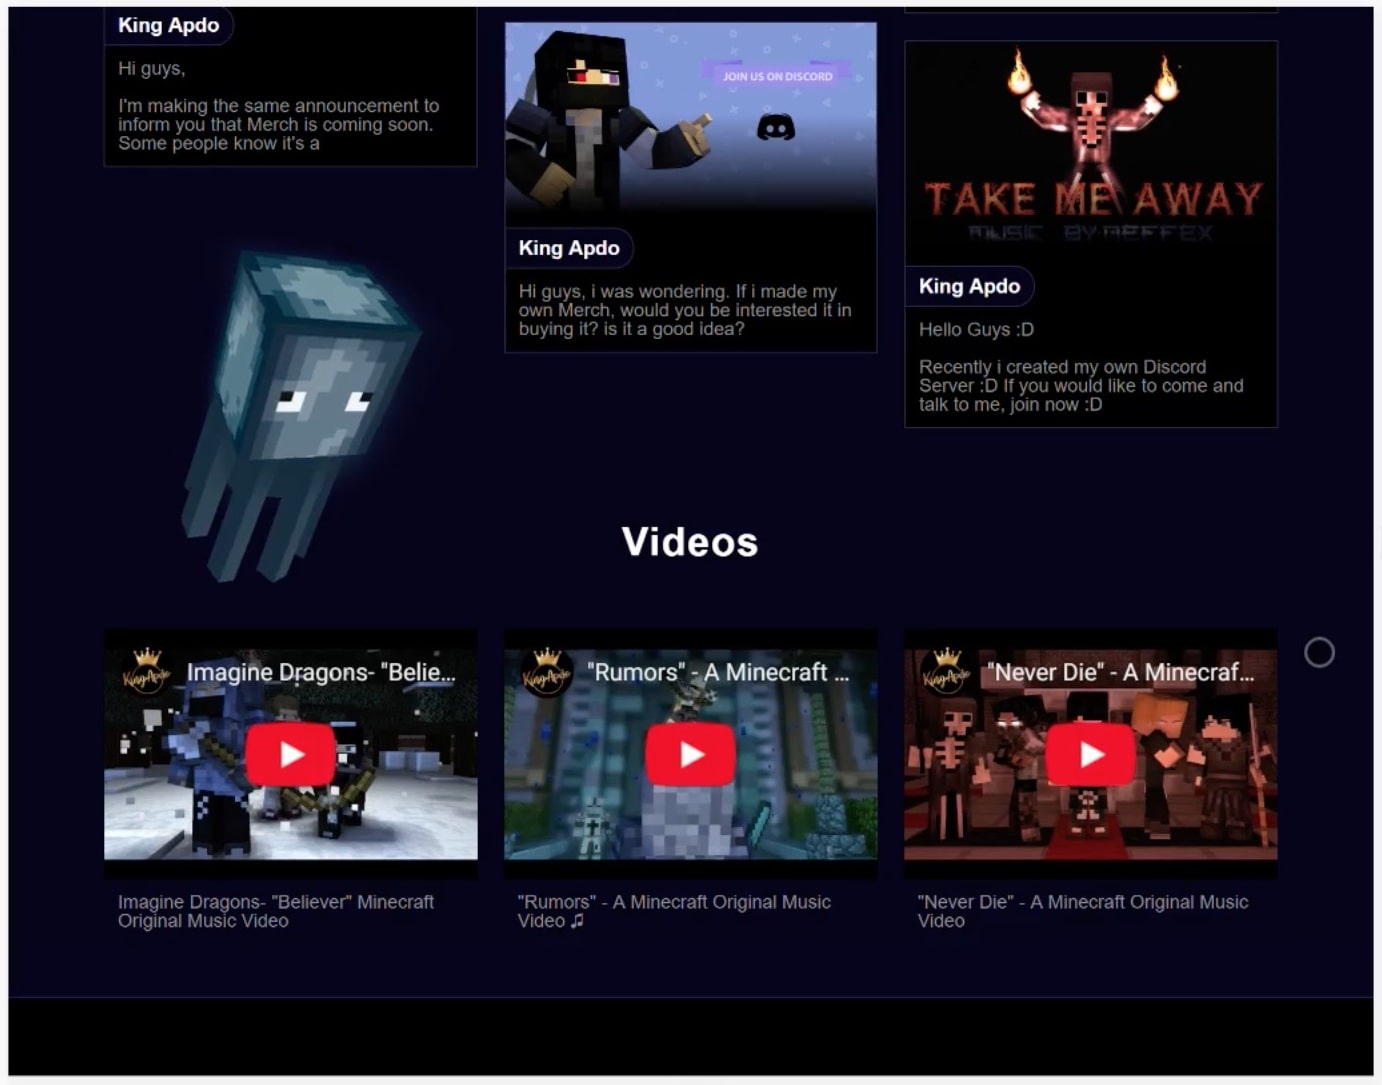 King Apdo
Hi guys,
I'm making the same announcement to
inform you that Merch is coming soon.
Some people know it's a
JOIN US ON DISCORD
King Apdo
Hi guys, i was wondering. If i made my
own Merch, would you be interested it in
buying it? is it a good idea?
TAKE ME AWAY
MUSIC BY NEFFEX
King Apdo
Hello Guys :D
Recently i created my own Discord
Server :D If you would like to come and
talk to me, join now :D
Videos
King Apdo
Imagine Dragons- "Belie...
Imagine Dragons- "Believer" Minecraft
Original Music Video
King Apdo
"Rumors" - A Minecraft ...
"Rumors" - A Minecraft Original Music
Video ♫
King Apdo
"Never Die" - A Minecraf...
"Never Die" - A Minecraft Original Music
Video